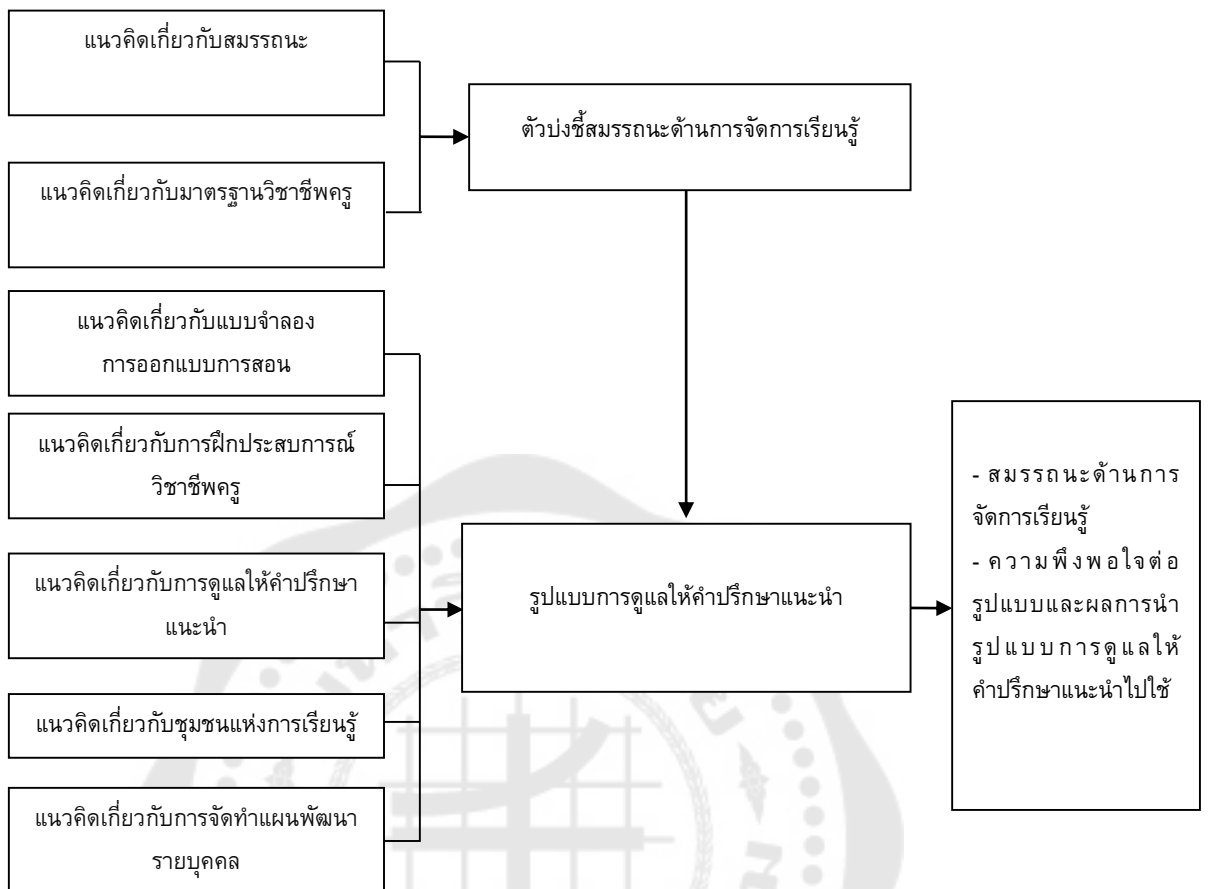 แนวคิดเกี่ยวกับสมรรถนะ
ตัวบ่งชี้สมรรถนะด้านการจัดการเรียนรู้
แนวคิดเกี่ยวกับมาตรฐานวิชาชีพครู
แนวคิดเกี่ยวกับแบบจำลอง
การออกแบบการสอน
แนวคิดเกี่ยวกับการฝึกประสบการณ์
วิชาชีพครู
แนวคิดเกี่ยวกับการดูแลให้คำปรึกษา
แนะนำ
แนวคิดเกี่ยวกับชุมชนแห่งการเรียนรู้
แนวคิดเกี่ยวกับการจัดทำแผนพัฒนา
รายบุคคล
รูปแบบการดูแลให้คำปรึกษาแนะนำ
- สมรรถนะด้านการ
จัดการเรียนรู้
- ความพึงพอใจต่อ
รูปแบบและผลการนำ
รูปแบบการดูแลให้
คำปรึกษาแนะนำไปใช้